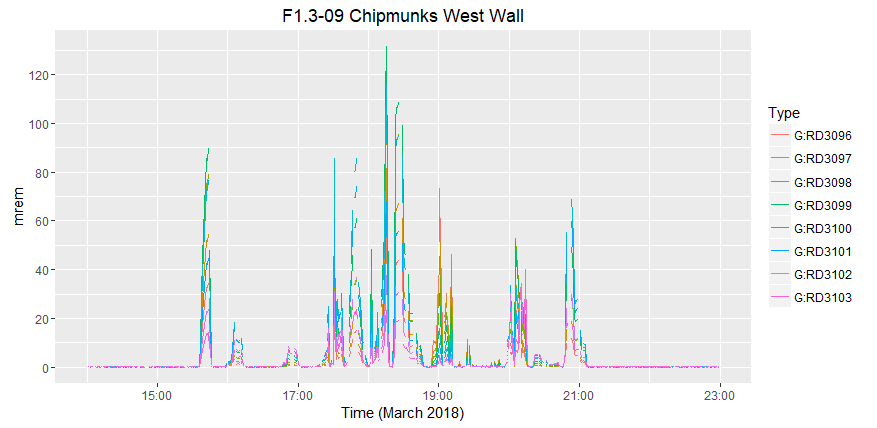 F1.3-09 Chipmunks West Wall
mrem
120
100
80
60
40
20
0
15:00
17:00
19:00
21:00
23:00
Time (March 2018)
Type
G:RD3096
G:RD3097
G:RD3098
G:RD3099
G:RD3100
G:RD3101
G:RD3102
G:RD3103